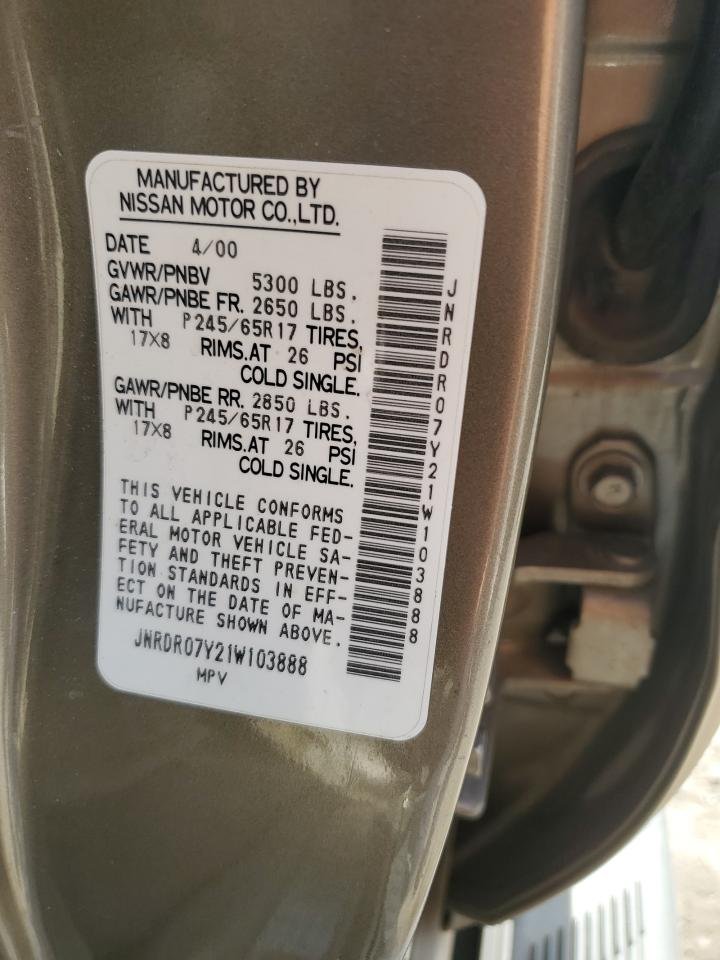 MANUFACTURED BY
NISSAN MOTOR CO.,LTD.
DATE 4/00
GVWR/PNBV 5300 LBS.
GAWR/PNBE FR. 2650 LBS.
WITH P245/65R17 TIRES,
17X8 RIMS.AT 26 PSI
COLD SINGLE.
GAWR/PNBE RR. 2850 LBS.
WITH P245/65R17 TIRES,
17X8 RIMS.AT 26 PSI
COLD SINGLE.
THIS VEHICLE CONFORMS
TO ALL APPLICABLE FED-
ERAL MOTOR VEHICLE SA-
FETY AND THEFT PREVEN-
TION STANDARDS IN EFF-
ECT ON THE DATE OF MA-
NUFACTURE SHOWN ABOVE.
JNRDR07Y21W103888
MPV
JNRDR07Y21W103888